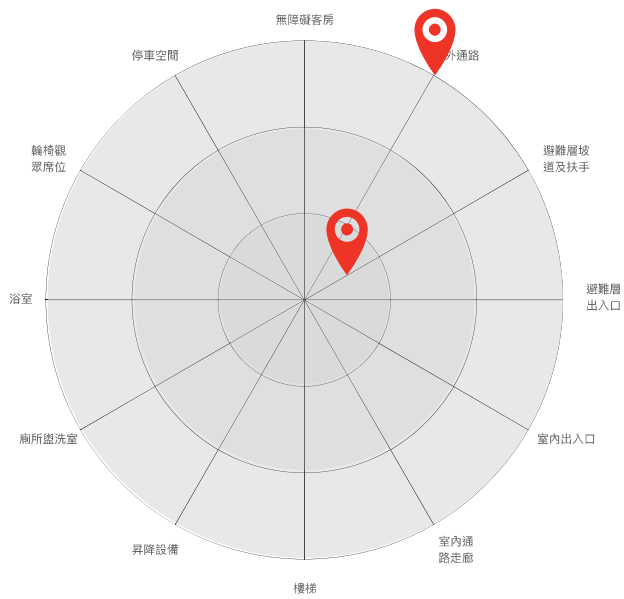 無障礙客房
外通路
避難層坡
道及扶手
避難層
出入口
室內出入口
室內通
路走廊
樓梯
昇降設備
廁所盥洗室
浴室
輪椅觀
眾席位
停車空間